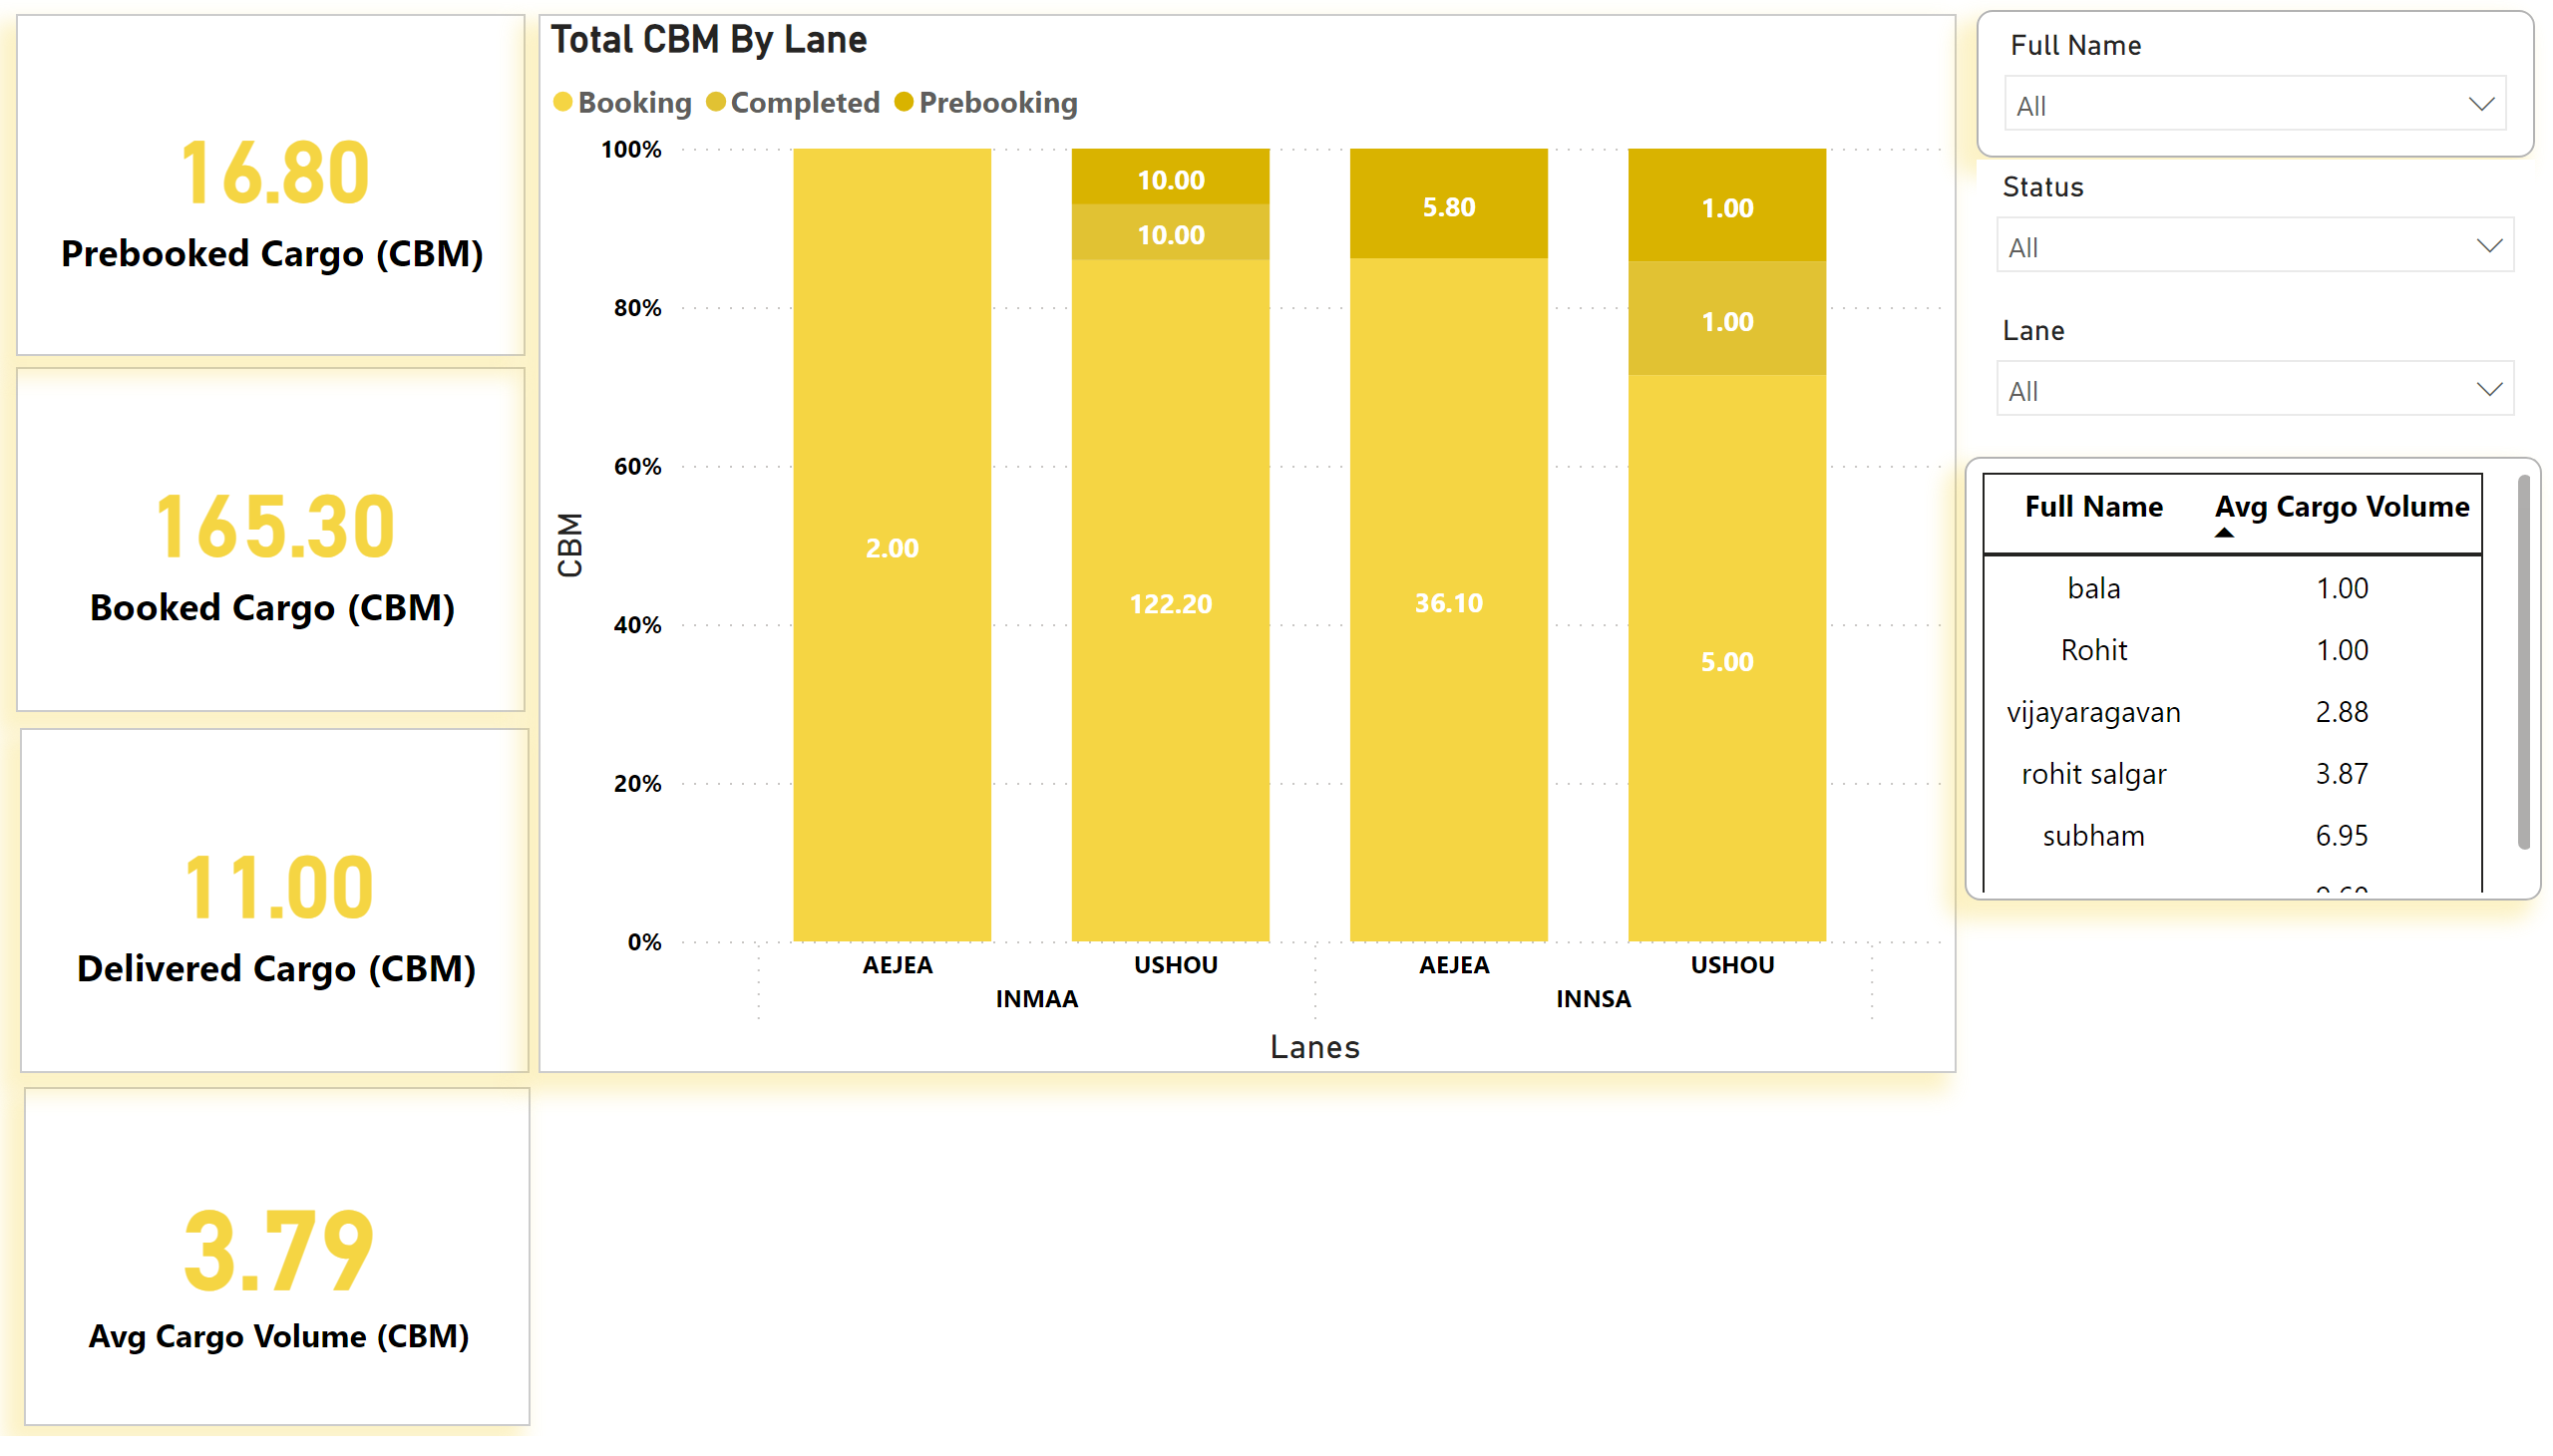 16.80
Prebooked Cargo (CBM)
165.30
Booked Cargo (CBM)
11.00
Delivered Cargo (CBM)
3.79
Avg Cargo Volume (CBM)
Total CBM By Lane
Booking Completed Prebooking
100%
80%
60%
40%
20%
0%
CBM
2.00
10.00
10.00
122.20
5.80
36.10
1.00
1.00
5.00
AEJEA USHOU AEJEA USHOU
INMAA INNSA
Lanes
Full Name
All
Status
All
Lane
All
Full Name Avg Cargo Volume
bala 1.00
Rohit 1.00
vijayaragavan 2.88
rohit salgar 3.87
subham 6.95